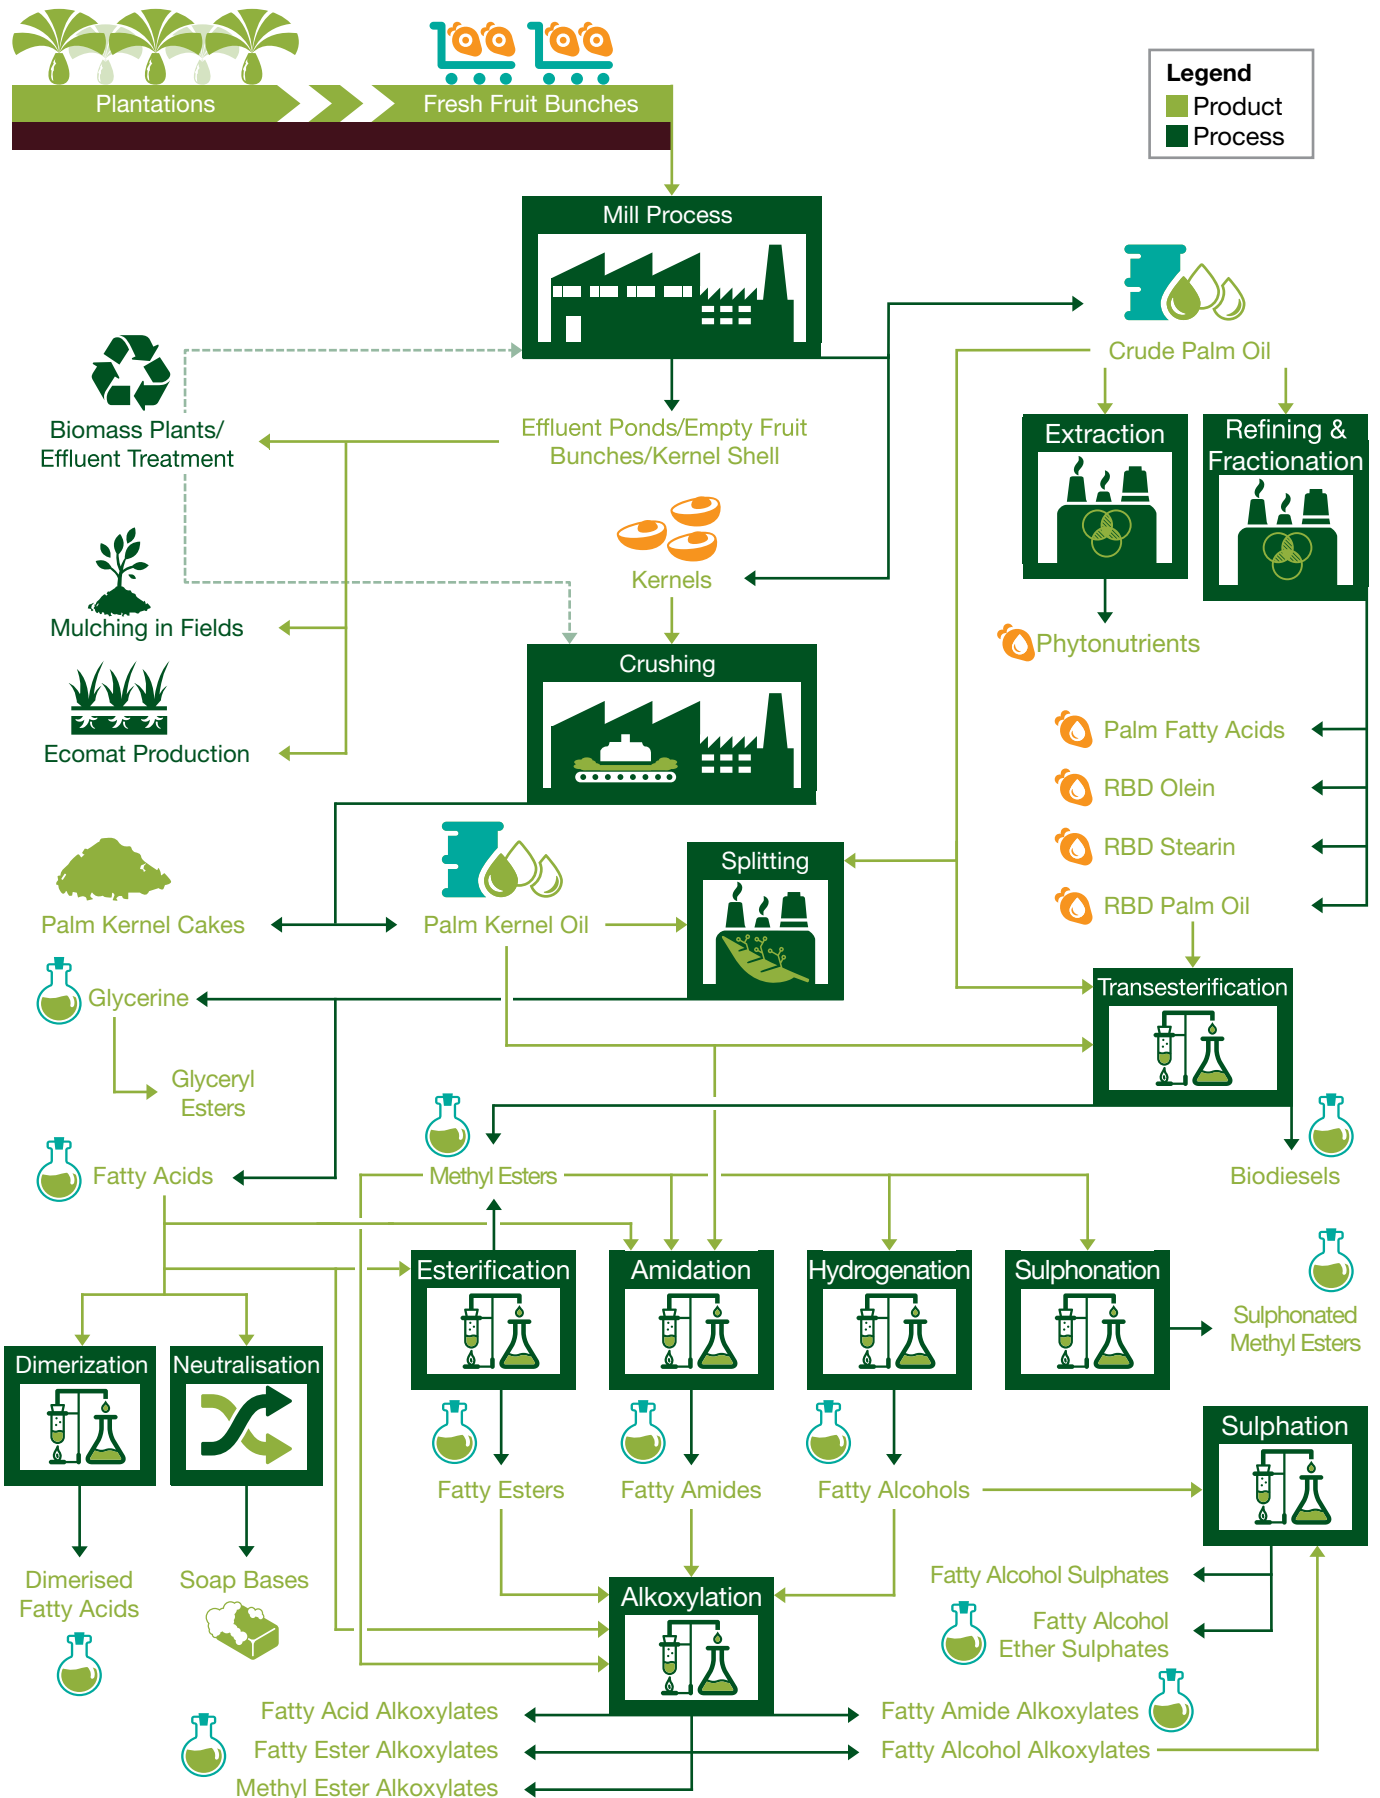 Plantations
Fresh Fruit Bunches
Legend
Product
Process
Mill Process
Crude Palm Oil
Biomass Plants/
Effluent Treatment
Effluent Ponds/Empty Fruit
Bunches/Kernel Shell
Extraction
Refining &
Fractionation
Kernels
Mulching in Fields
Phytonutrients
Crushing
Ecomat Production
Palm Fatty Acids
RBD Olein
RBD Stearin
RBD Palm Oil
Splitting
Palm Kernel Cakes
Palm Kernel Oil
Glycerine
Transesterification
Glyceryl
Esters
Fatty Acids
Methyl Esters
Biodiesels
Esterification
Amidation
Hydrogenation
Sulphonation
Sulphonated
Methyl Esters
Dimerization
Neutralisation
Sulphation
Fatty Esters
Fatty Amides
Fatty Alcohols
Dimerised
Fatty Acids
Soap Bases
Alkoxylation
Fatty Alcohol Sulphates
Fatty Alcohol
Ether Sulphates
Fatty Acid Alkoxylates
Fatty Amide Alkoxylates
Fatty Ester Alkoxylates
Fatty Alcohol Alkoxylates
Methyl Ester Alkoxylates